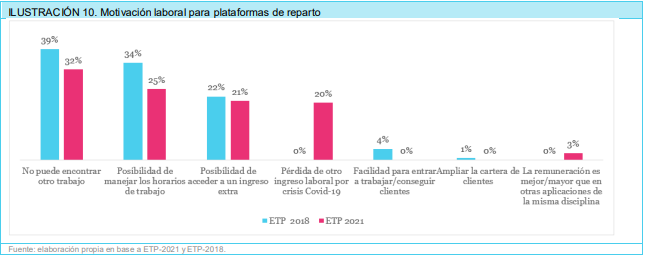 ILUSTRACIÓN 10. Motivación laboral para plataformas de reparto
39%
32%
34%
25%
22%
21%
0%
20%
4%
0%
1%
0%
0%
3%
No puede encontrar
otro trabajo
Posibilidad de
manejar los horarios
de trabajo
Posibilidad de
acceder a un ingreso
extra
Pérdida de otro
ingreso laboral por
crisis Covid-19
Facilidad para entrar
a trabajar/conseguir
clientes
Ampliar la cartera de
clientes
La remuneración es
mejor/mayor que en
otras aplicaciones de
la misma disciplina
ETP 2018
ETP 2021
Fuente: elaboración propia en base a ETP-2021 y ETP-2018.